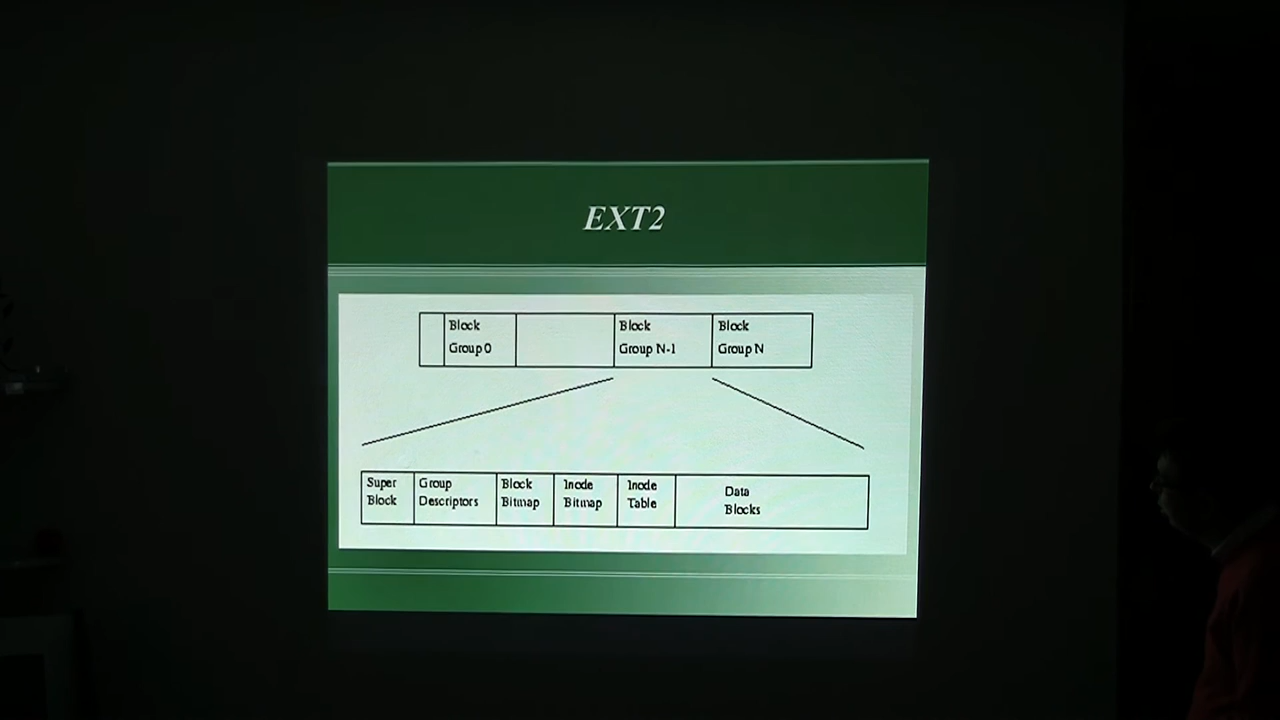 EXT2
Block
Group 0
Block
Group N-1
Block
Group N
Super
Block
Group
Descriptors
Block
Bitmap
Inode
Bitmap
Inode
Table
Data
Blocks